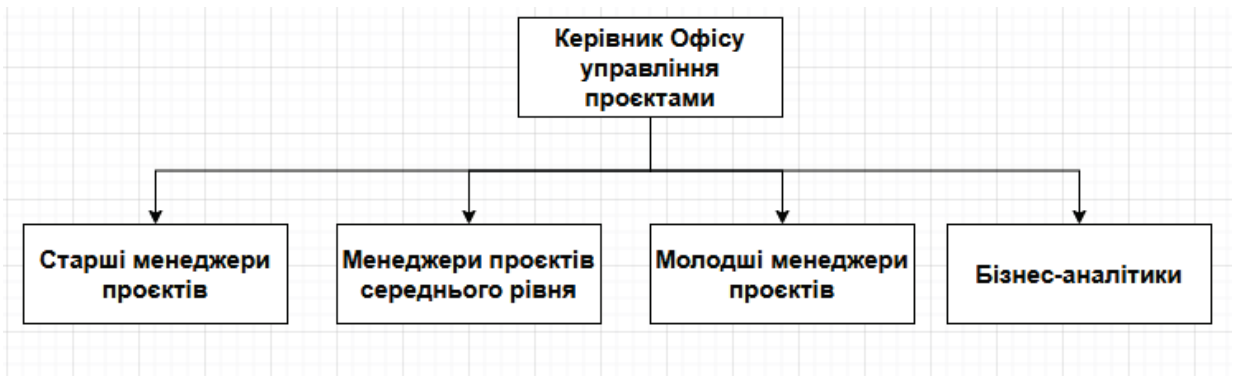 Керівник Офісу
управління
проєктами
Старші менеджери
проєктів
Менеджери проєктів
середнього рівня
Молодші менеджери
проєктів
Бізнес-аналітики